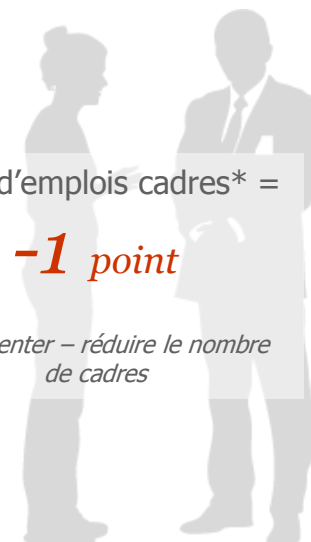 d’emplois cadres* =
-1 point
enter – réduire le nombre
de cadres